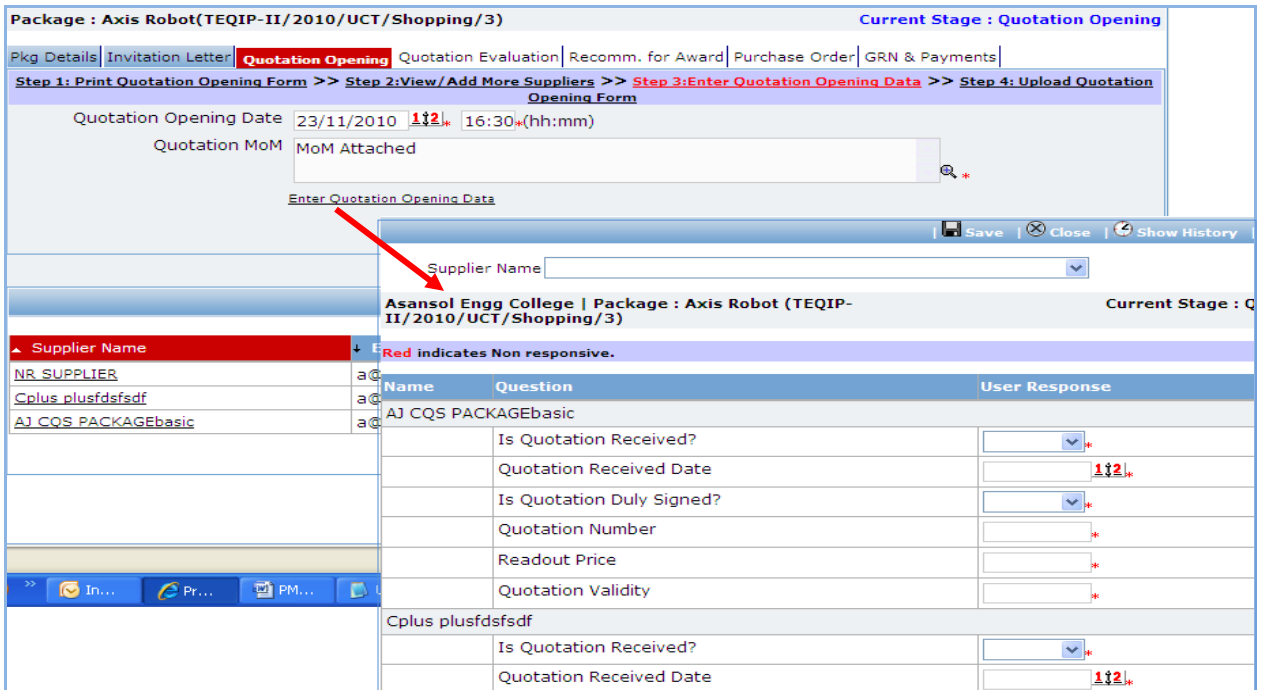 Package : Axis Robot(TEQIP-II/2010/UCT/Shopping/3) Current Stage : Quotation Opening
Pkg Details Invitation Letter Quotation Opening Quotation Evaluation Recomm. for Award Purchase Order GRN & Payments
Step 1: Print Quotation Opening Form >> Step 2:View/Add More Suppliers >> Step 3:Enter Quotation Opening Data >> Step 4: Upload Quotation
Opening Form
Quotation Opening Date 23/11/2010 * 16:30*(hh:mm)
Quotation MoM MoM Attached
*
Enter Quotation Opening Data
| Save | Close | Show History |
Supplier Name
Asansol Engg College | Package : Axis Robot (TEQIP-
II/2010/UCT/Shopping/3)
Current Stage : Q
Red indicates Non responsive.
Supplier Name E
NR SUPPLIER a@
Cplus plusfdsfsdf a@
AJ CQS PACKAGEbasic a@
Name Question User Response
AJ CQS PACKAGEbasic
Is Quotation Received? *
Quotation Received Date *
Is Quotation Duly Signed? *
Quotation Number *
Readout Price *
Quotation Validity *
Cplus plusfdsfsdf
Is Quotation Received? *
Quotation Received Date *
» In... Pr... PM...